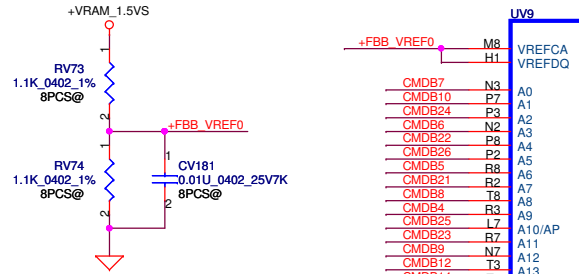 +VRAM_1.5VS
1
RV73
1.1K_0402_1%
8PCS@
2
+FBB_VREF0
1
RV74
1.1K_0402_1%
8PCS@
2
1
CV181
0.01U_0402_25V7K
8PCS@
2
UV9
+FBB_VREF0 M8 VREFCA
H1 VREFDQ
CMDB7 N3 A0
CMDB10 P7 A1
CMDB24 P3 A2
CMDB6 N2 A3
CMDB22 P8 A4
CMDB26 P2 A5
CMDB5 R8 A6
CMDB21 R2 A7
CMDB8 T8 A8
CMDB4 R3 A9
CMDB25 L7 A10/AP
CMDB23 R7 A11
CMDB9 N7 A12
CMDB12 T3 A13